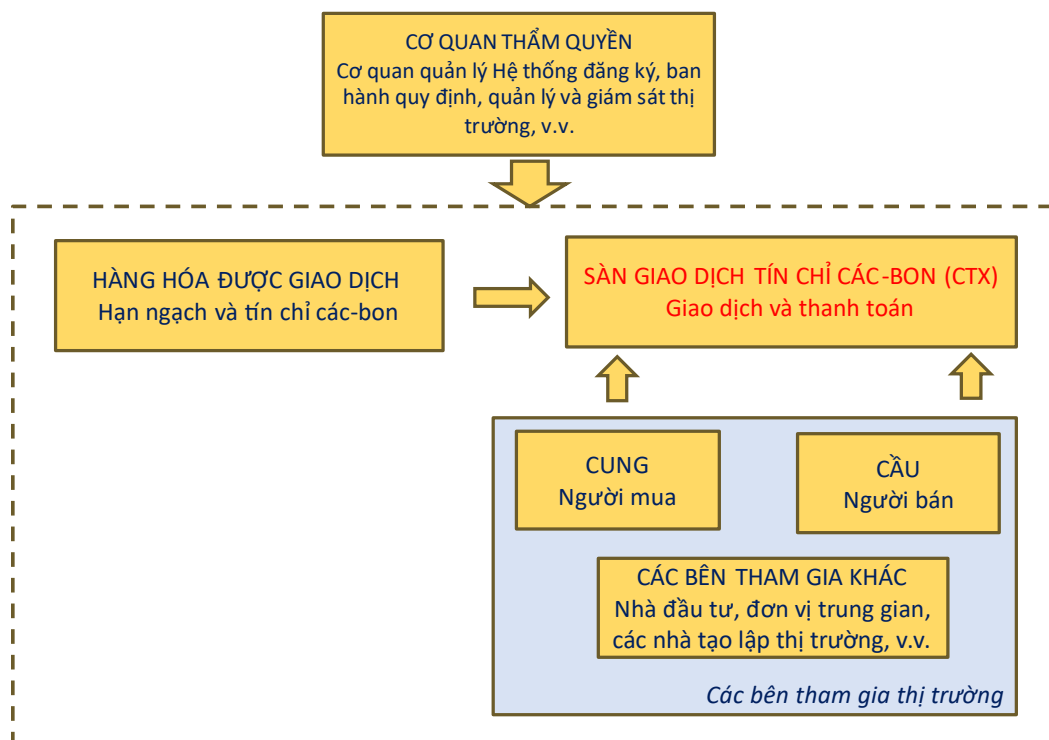 CƠ QUAN THẨM QUYỀN
Cơ quan quản lý Hệ thống đăng ký, ban
hành quy định, quản lý và giám sát thị
trường, v.v.
HÀNG HÓA ĐƯỢC GIAO DỊCH
Hạn ngạch và tín chỉ các-bon
SÀN GIAO DỊCH TÍN CHỈ CÁC-BON (CTX)
Giao dịch và thanh toán
CUNG
Người mua
CẦU
Người bán
CÁC BÊN THAM GIA KHÁC
Nhà đầu tư, đơn vị trung gian,
các nhà tạo lập thị trường, v.v.
Các bên tham gia thị trường